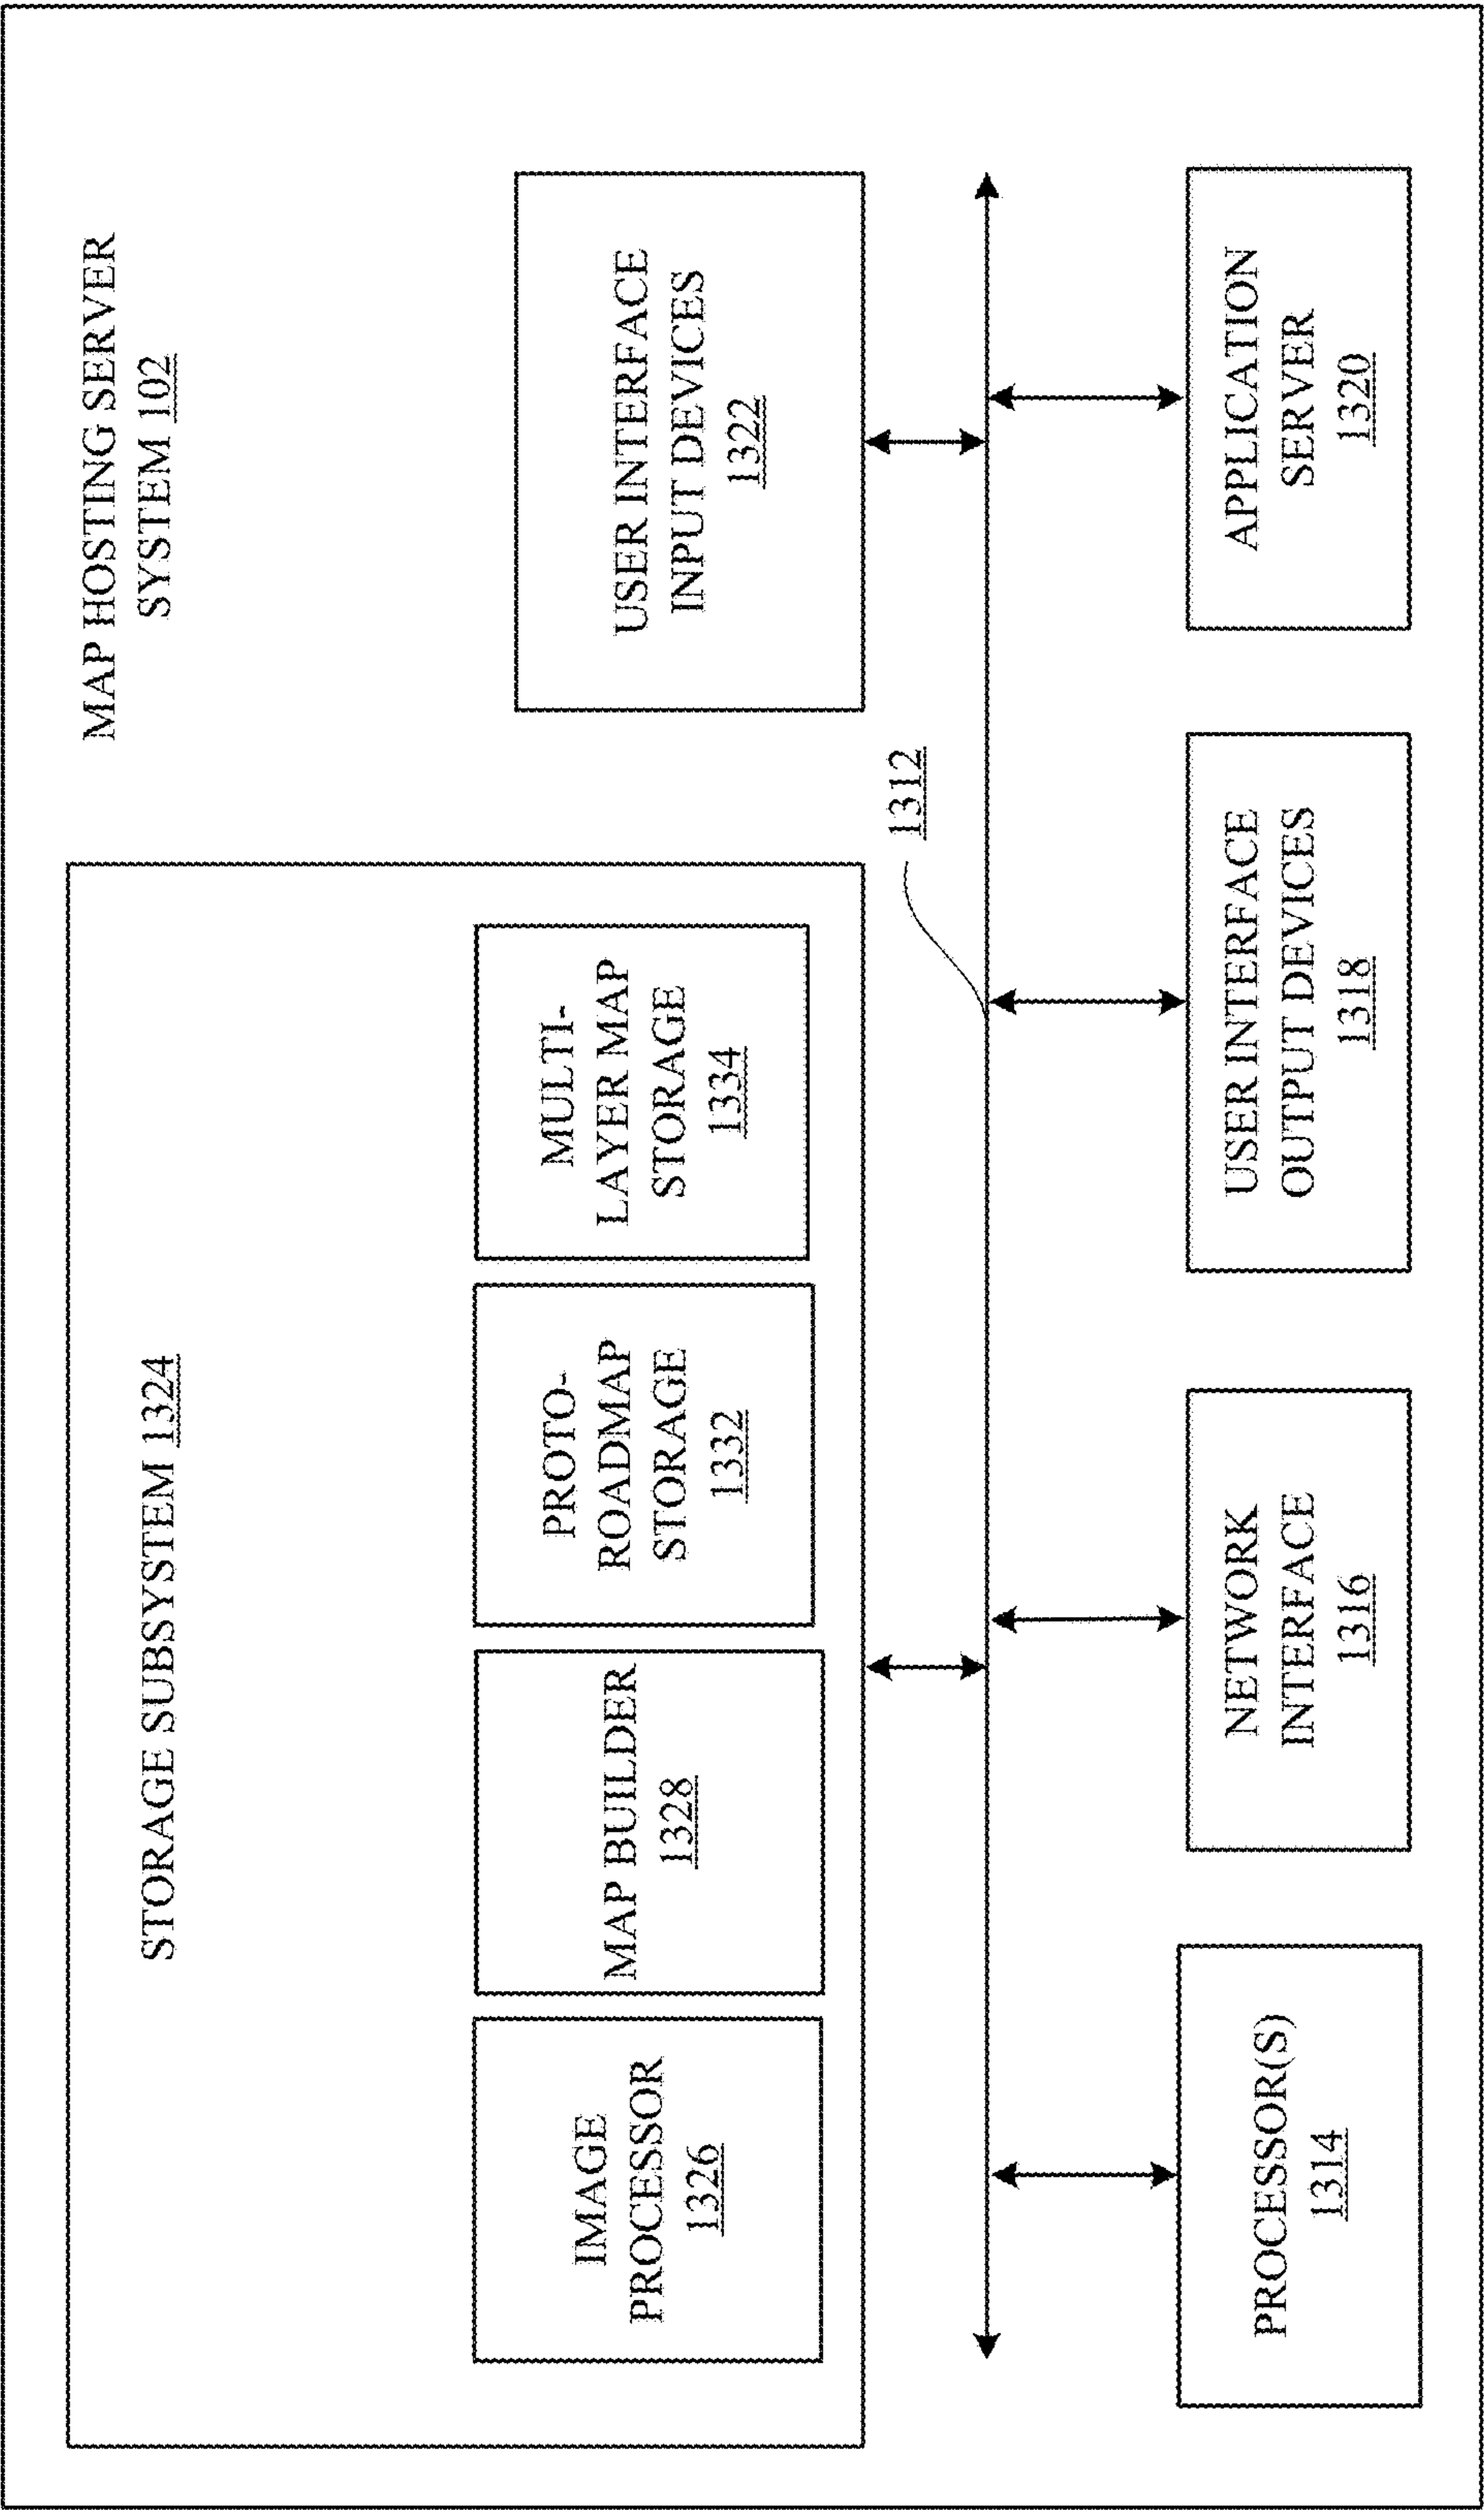 MAP HOSTING SERVER
SYSTEM 102
STORAGE SUBSYSTEM 1324
IMAGE
PROCESSOR
1326
MAP BUILDER
1328
PROTO-
ROADMAP
STORAGE
1332
MULTI-
LAYER MAP
STORAGE
1334
USER INTERFACE
INPUT DEVICES
1322
1312
PROCESSOR(S)
1314
NETWORK
INTERFACE
1316
USER INTERFACE
OUTPUT DEVICES
1318
APPLICATION
SERVER
1320